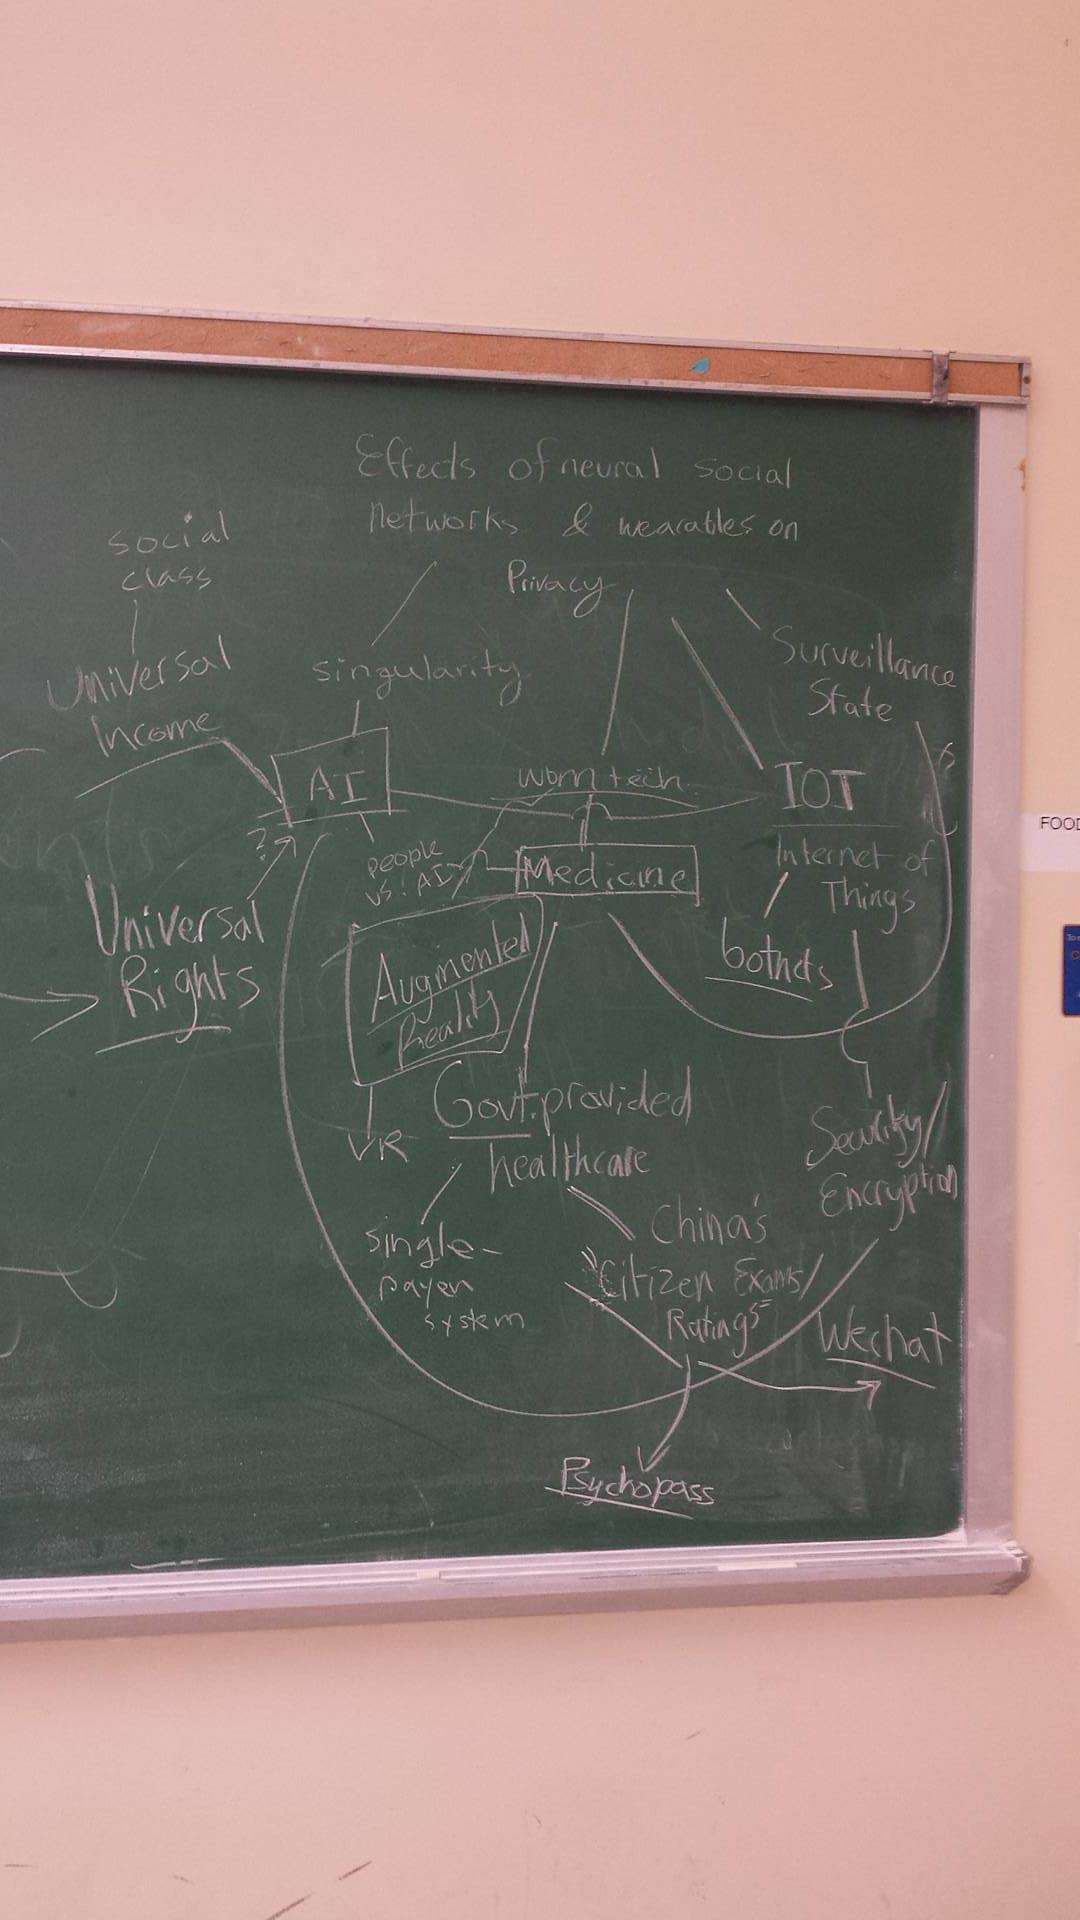 Effects of neural social
networks & wearables on
Privacy
social
class
Universal
Income
singularity
Surveillance
State
AI
worn tech.
IOT
Internet of
Things
people
vs. AI
Medicine
?
Universal
Rights
Augmented
Reality
botnets
VR
Govt. provided
healthcare
Security/
Encryption
single-
payer
system
China's
"Citizen Exams/
Ratings"
Wechat
Psychopass
FOOD